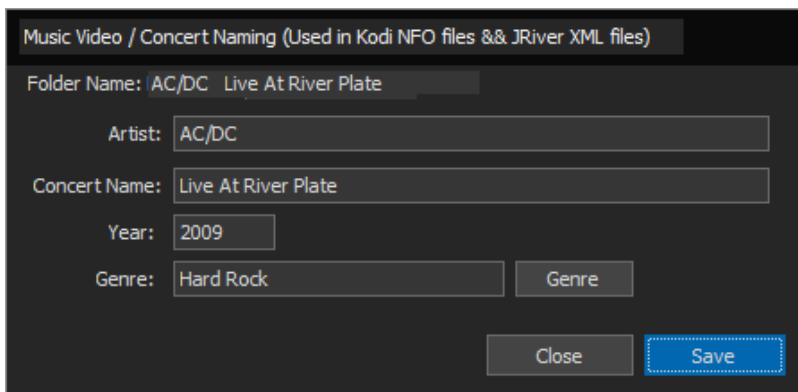 Music Video / Concert Naming (Used in Kodi NFO files && JRiver XML files)
Folder Name: AC/DC Live At River Plate
Artist: AC/DC
Concert Name: Live At River Plate
Year: 2009
Genre: Hard Rock Genre
Close Save